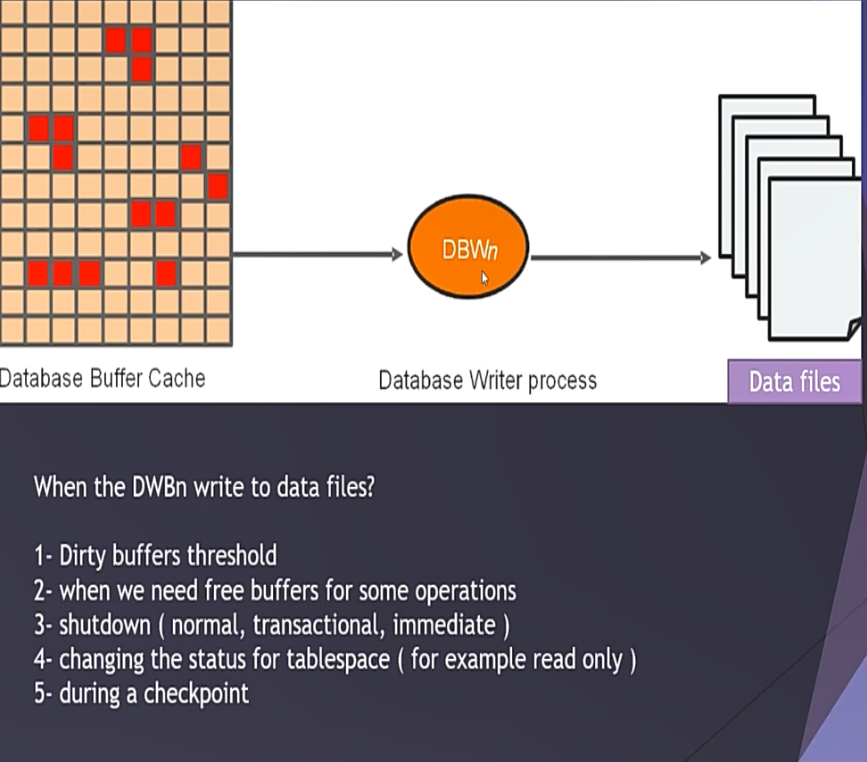 DBWn
Database Buffer Cache
Database Writer process
Data files
When the DWBn write to data files?
1- Dirty buffers threshold
2- when we need free buffers for some operations
3- shutdown ( normal, transactional, immediate )
4- changing the status for tablespace ( for example read only )
5- during a checkpoint